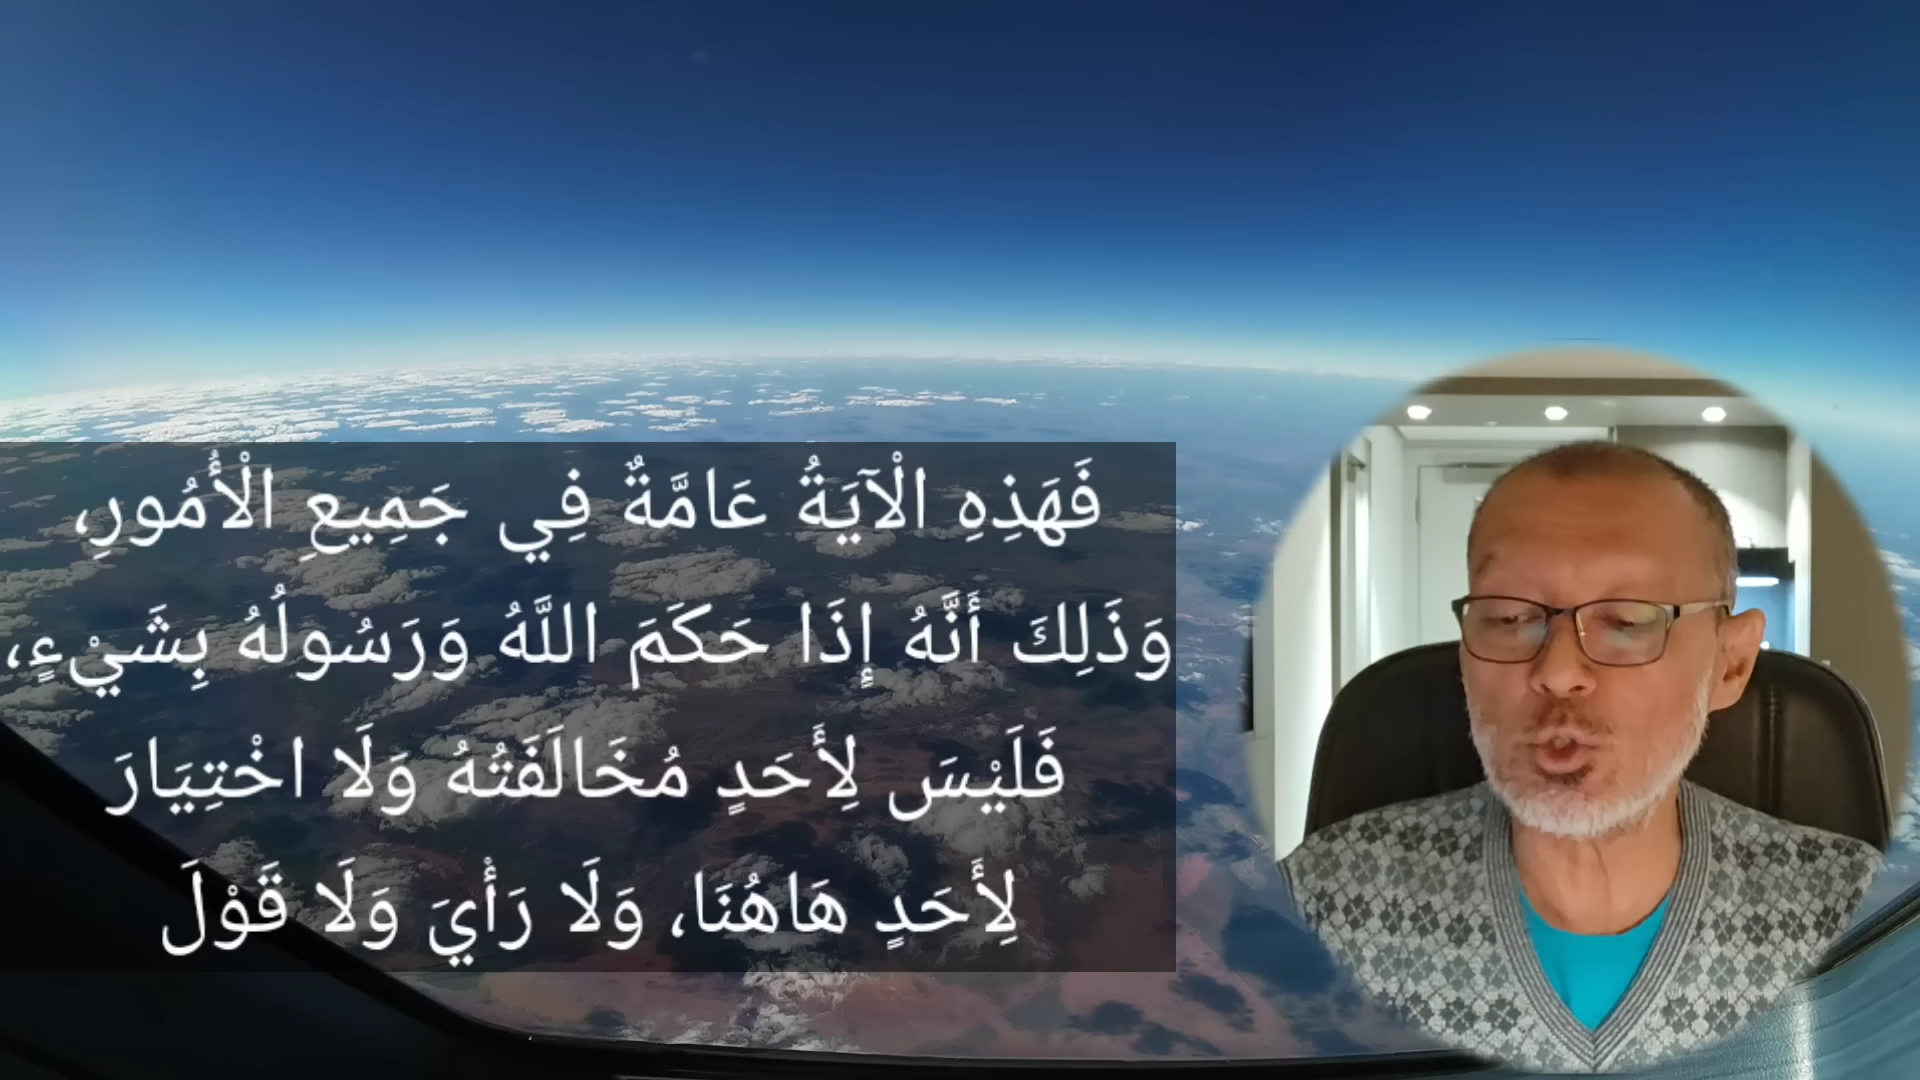 فَهَذِهِ الْآيَةُ عَامَّةٌ فِي جَمِيعِ الْأُمُورِ،
وَذَلِكَ أَنَّهُ إِذَا حَكَمَ اللَّهُ وَرَسُولُهُ بِشَيْءٍ،
فَلَيْسَ لِأَحَدٍ مُخَالَفَتُهُ وَلَا اخْتِيَارَ
لِأَحَدٍ هَاهُنَا، وَلَا رَأْيَ وَلَا قَوْلَ